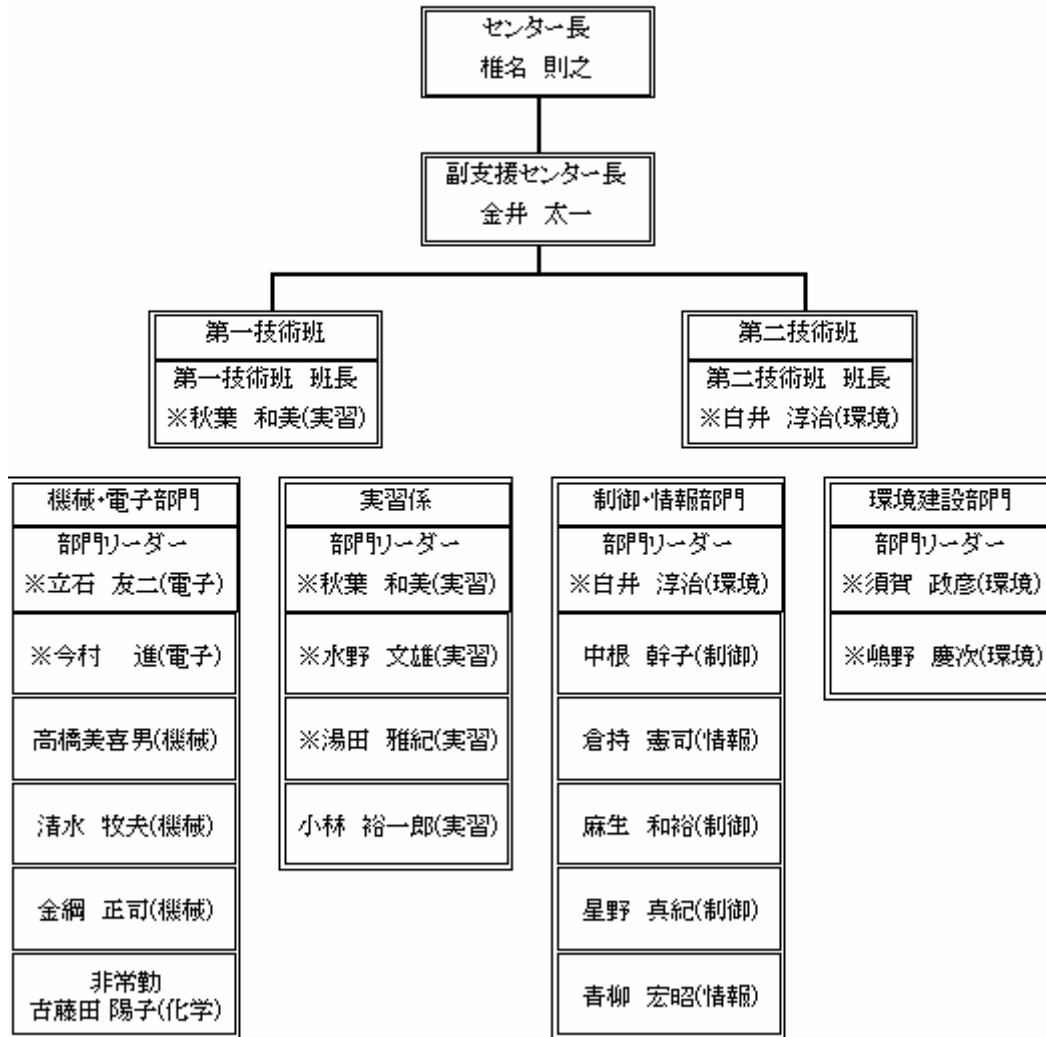 センター長
椎名 則之
副支援センター長
金井 太一
第一技術班
第一技術班 班長
※秋葉 和美(実習)
第二技術班
第二技術班 班長
※白井 淳治(環境)
機械・電子部門
部門リーダー
※立石 友二(電子)
※今村 進(電子)
高橋美喜男(機械)
清水 牧夫(機械)
金綱 正司(機械)
非常勤
古藤田 陽子(化学)
実習係
部門リーダー
※秋葉 和美(実習)
※水野 文雄(実習)
※湯田 雅紀(実習)
小林 裕一郎(実習)
制御・情報部門
部門リーダー
※白井 淳治(環境)
中根 幹子(制御)
倉持 憲司(情報)
麻生 和裕(制御)
星野 真紀(制御)
青柳 宏昭(情報)
環境建設部門
部門リーダー
※須賀 政彦(環境)
※嶋野 慶次(環境)